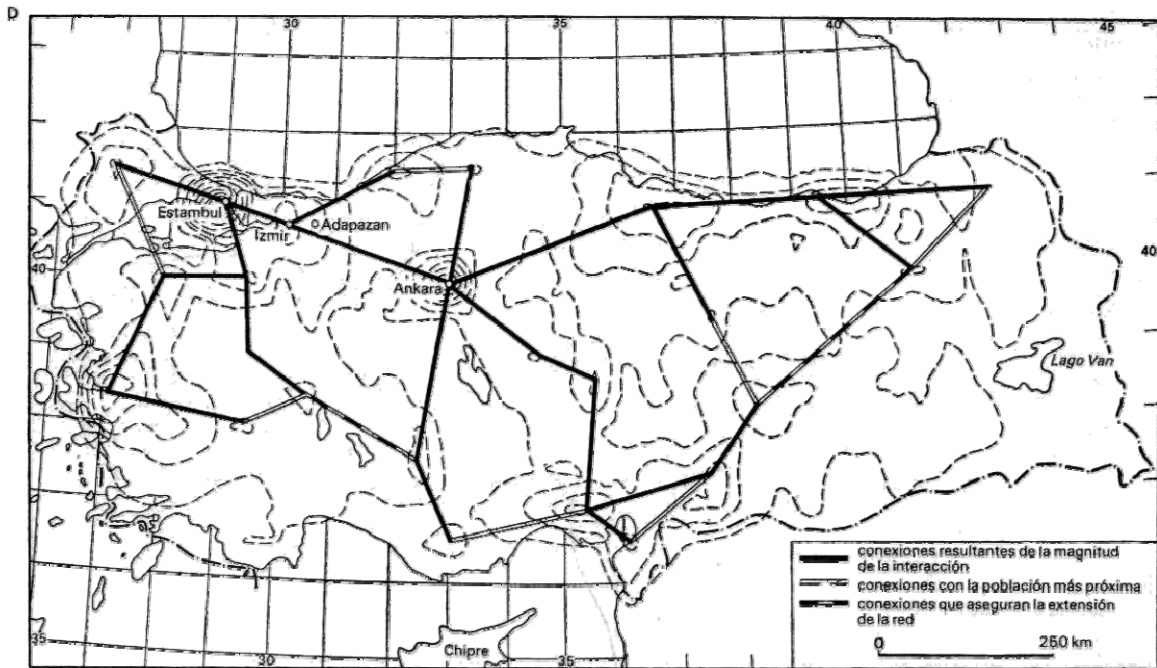 D
30
35
40
45
Estambul
Izmir
Adapazan
40
Ankara
40
Lago Van
conexiones resultantes de la magnitud
de la interacción
conexiones con la población más próxima
conexiones que aseguran la extensión
de la red
0 250 km
35
30
Chipre
35